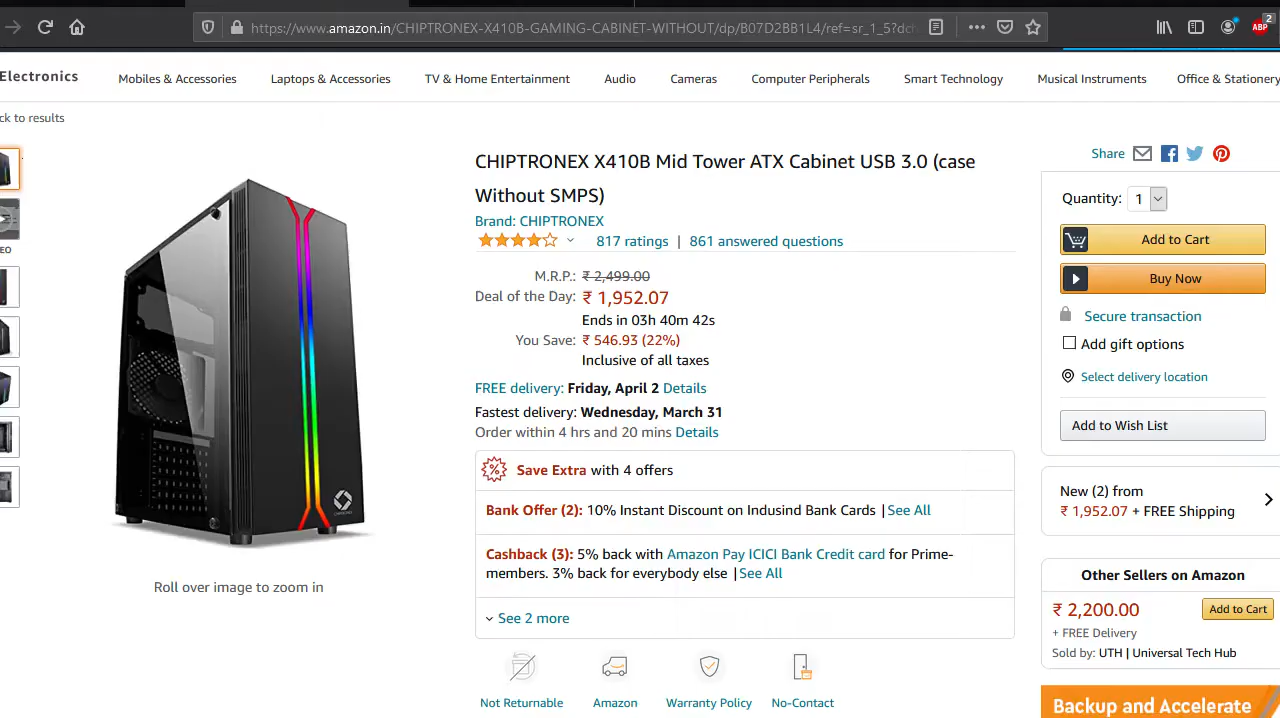 https://www.amazon.in/CHIPTRONEX-X410B-GAMING-CABINET-WITHOUT/dp/B07D2BB1L4/ref=sr_1_5?dch
ABP
2
Electronics
Mobiles & Accessories
Laptops & Accessories
TV & Home Entertainment
Audio
Cameras
Computer Peripherals
Smart Technology
Musical Instruments
Office & Stationery
ck to results
EO
CHIPTRONEX
Roll over image to zoom in
CHIPTRONEX X410B Mid Tower ATX Cabinet USB 3.0 (case
Without SMPS)
Brand: CHIPTRONEX
817 ratings | 861 answered questions
M.R.P.: ₹ 2,499.00
Deal of the Day: ₹ 1,952.07
Ends in 03h 40m 42s
You Save: ₹ 546.93 (22%)
Inclusive of all taxes
FREE delivery: Friday, April 2 Details
Fastest delivery: Wednesday, March 31
Order within 4 hrs and 20 mins Details
Save Extra with 4 offers
Bank Offer (2): 10% Instant Discount on Indusind Bank Cards | See All
Cashback (3): 5% back with Amazon Pay ICICI Bank Credit card for Prime-
members. 3% back for everybody else | See All
See 2 more
Not Returnable
Amazon
Warranty Policy
No-Contact
Share
Quantity: 1
Add to Cart
Buy Now
Secure transaction
Add gift options
Select delivery location
Add to Wish List
New (2) from
₹ 1,952.07 + FREE Shipping
Other Sellers on Amazon
₹ 2,200.00
Add to Cart
+ FREE Delivery
Sold by: UTH | Universal Tech Hub
Backup and Accelerate